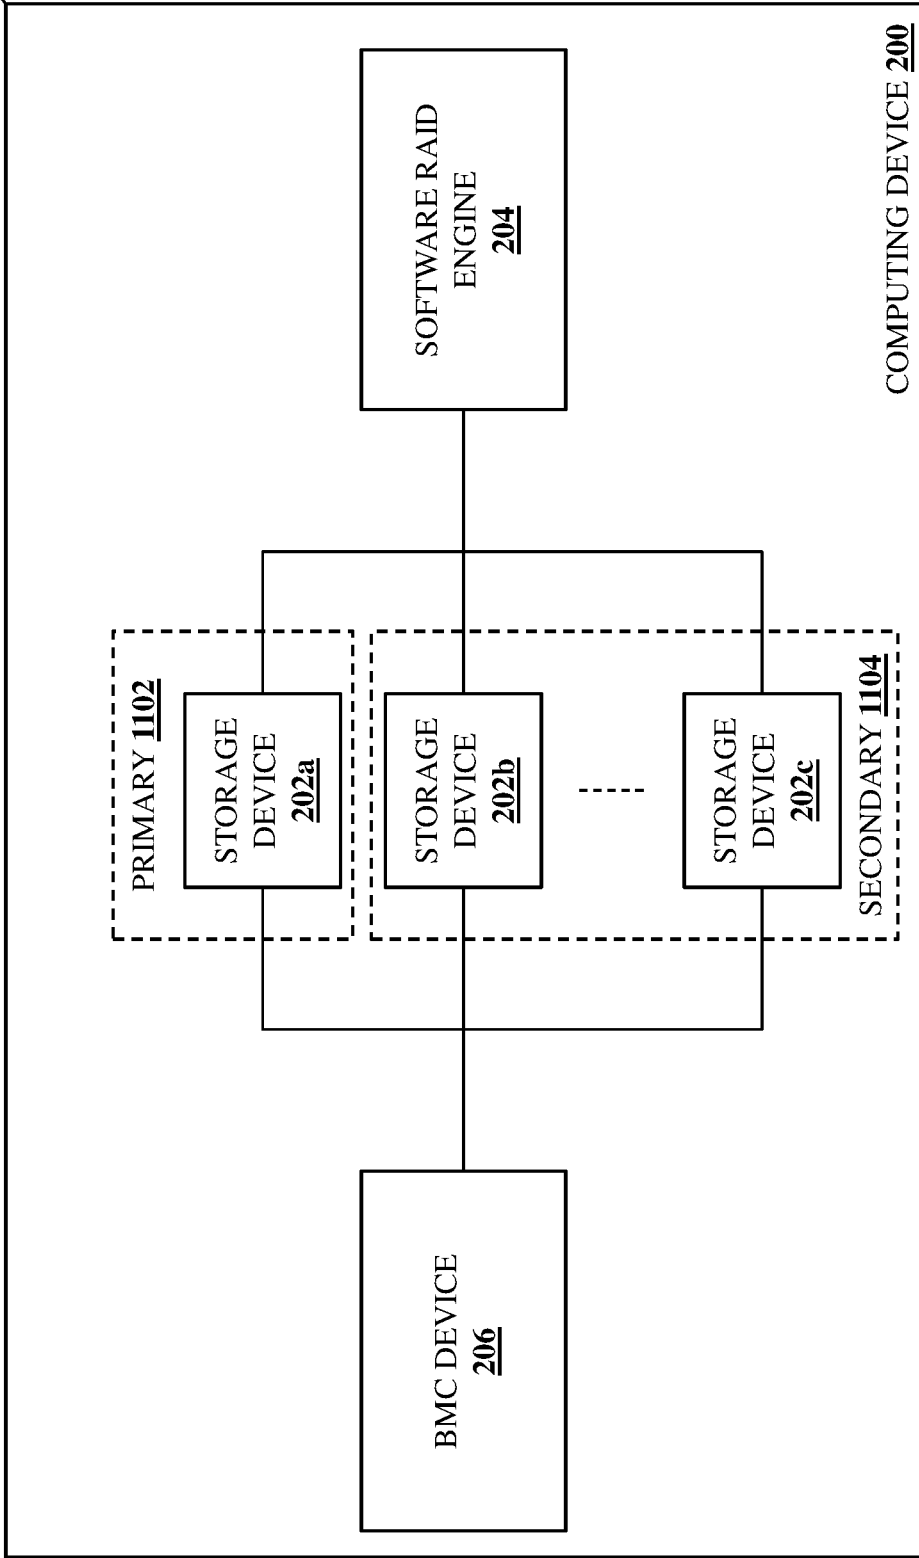 PRIMARY 1102
STORAGE
DEVICE
202a
BMC DEVICE
206
STORAGE
DEVICE
202b
SOFTWARE RAID
ENGINE
204
STORAGE
DEVICE
202c
SECONDARY 1104
COMPUTING DEVICE 200